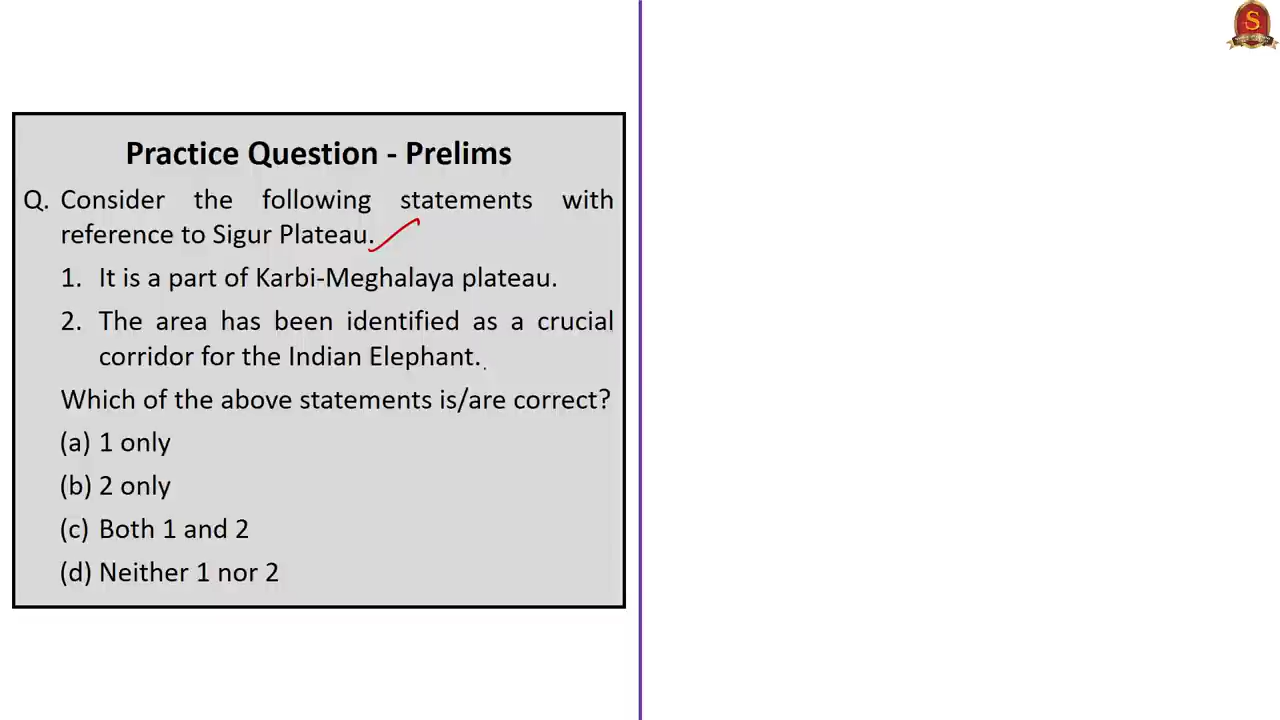 Practice Question - Prelims
Q. Consider the following statements with
reference to Sigur Plateau.
1. It is a part of Karbi-Meghalaya plateau.
2. The area has been identified as a crucial
corridor for the Indian Elephant.
Which of the above statements is/are correct?
(a) 1 only
(b) 2 only
(c) Both 1 and 2
(d) Neither 1 nor 2
S